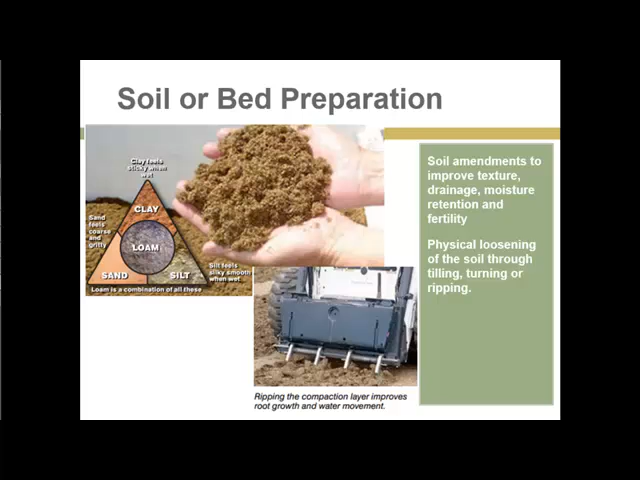 Soil or Bed Preparation
Clay feels
sticky when
wet
CLAY
Sand
feels
coarse
and
gritty
LOAM
SAND
SILT
Silt feels
silky smooth
when wet
Loam is a combination of all these
Ripping the compaction layer improves
root growth and water movement.
Soil amendments to
improve texture,
drainage, moisture
retention and
fertility
Physical loosening
of the soil through
tilling, turning or
ripping.